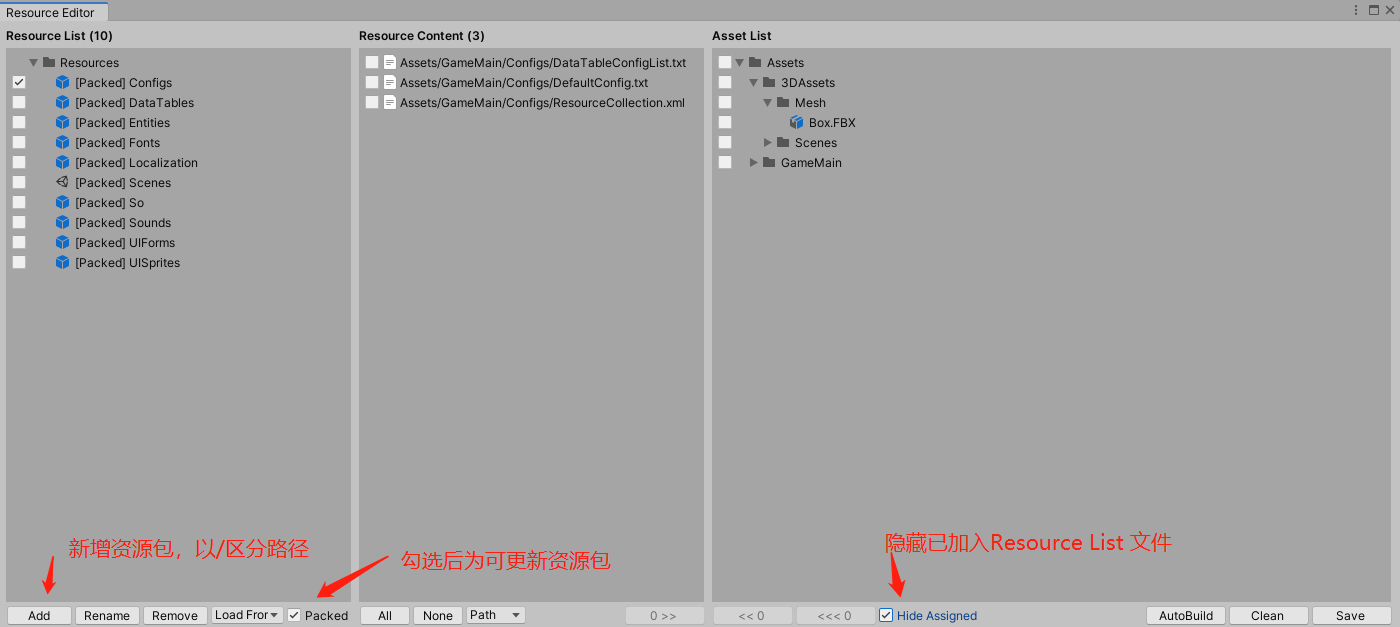 Resource Editor
Resource List (10)
Resources
[Packed] Configs
[Packed] DataTables
[Packed] Entities
[Packed] Fonts
[Packed] Localization
[Packed] Scenes
[Packed] So
[Packed] Sounds
[Packed] UIForms
[Packed] UISprites
新增资源包，以/区分路径
Add
Rename
Remove
Load Fror
Packed
Resource Content (3)
Assets/GameMain/Configs/DataTableConfigList.txt
Assets/GameMain/Configs/DefaultConfig.txt
Assets/GameMain/Configs/ResourceCollection.xml
勾选后为可更新资源包
All
None
Path
0 >>
Asset List
Assets
3DAssets
Mesh
Box.FBX
Scenes
GameMain
隐藏已加入Resource List 文件
<< 0
<<< 0
Hide Assigned
AutoBuild
Clean
Save